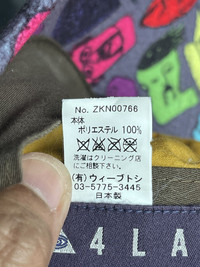 No. ZKN00766
本体
ポリエステル 100%
洗濯はクリーニング店
にご相談下さい。
(有)ウィーブトシ
03-5775-3445
日本製
4 L A